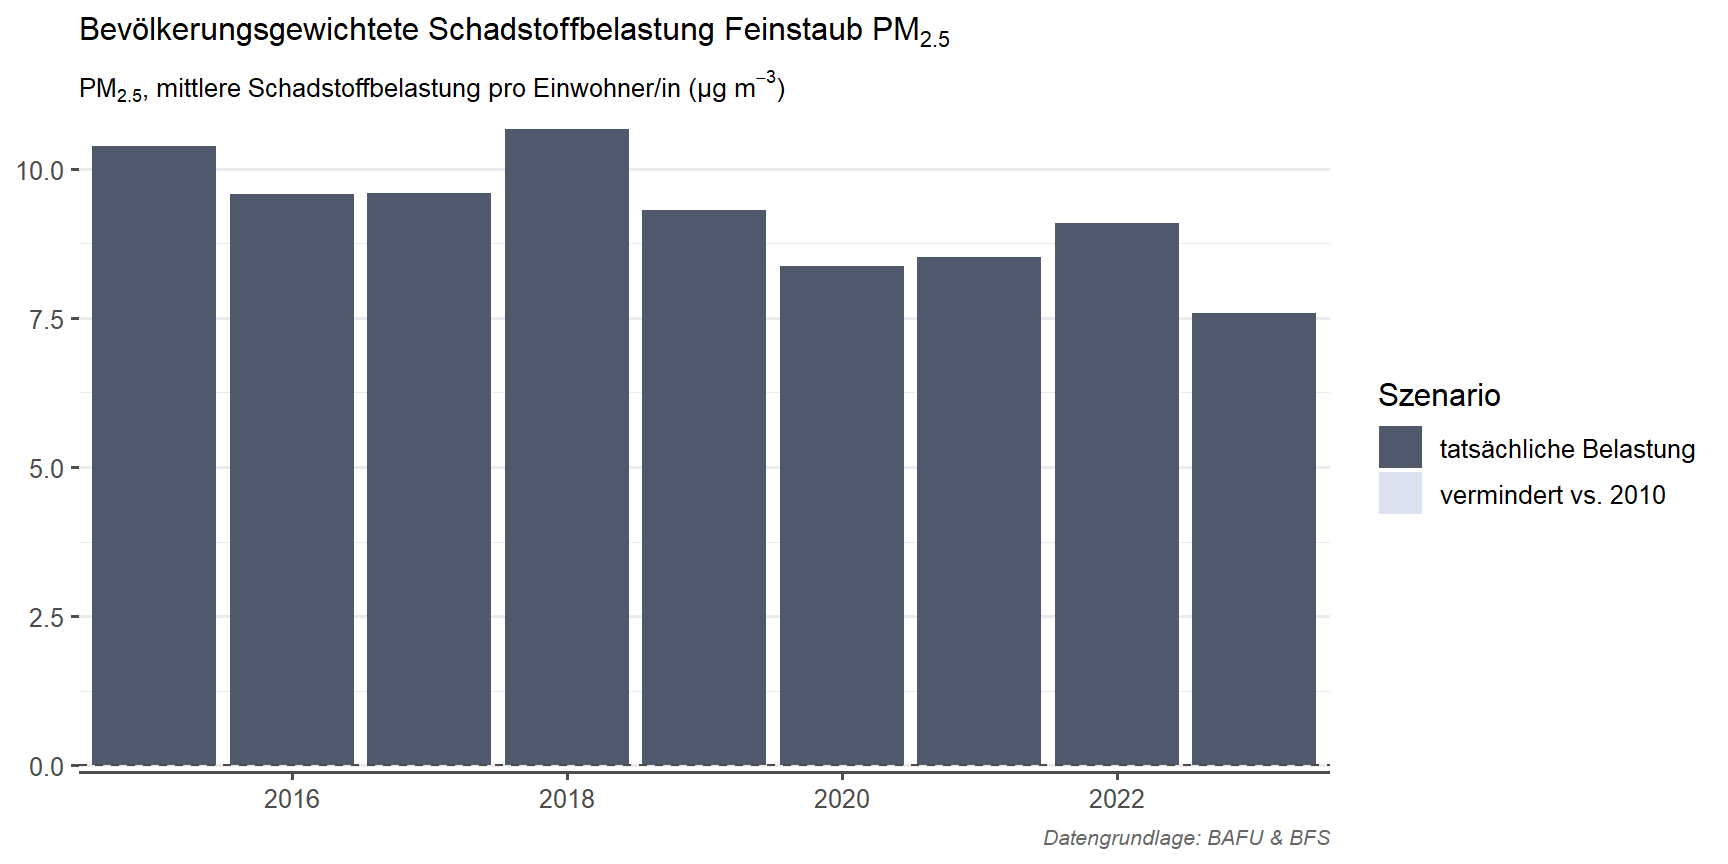 Bevölkerungsgewichtete Schadstoffbelastung Feinstaub PM₂.₅
PM₂.₅, mittlere Schadstoffbelastung pro Einwohner/in (µg m⁻³)
10.0
7.5
5.0
2.5
0.0
2016 2018 2020 2022
Szenario
tatsächliche Belastung
vermindert vs. 2010
Datengrundlage: BAFU & BFS